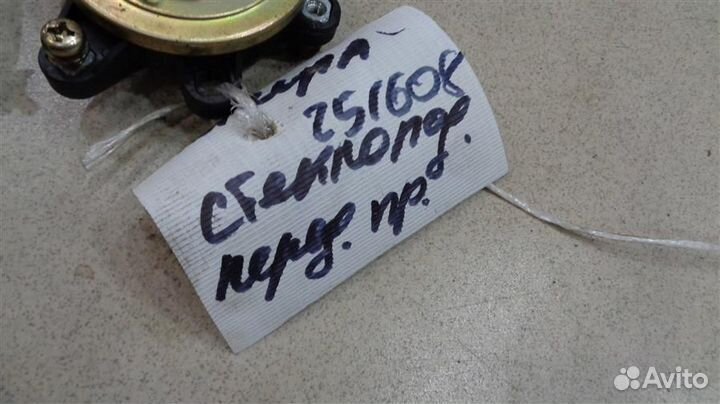 251608
стеклопод.
перед. пр.
Avito